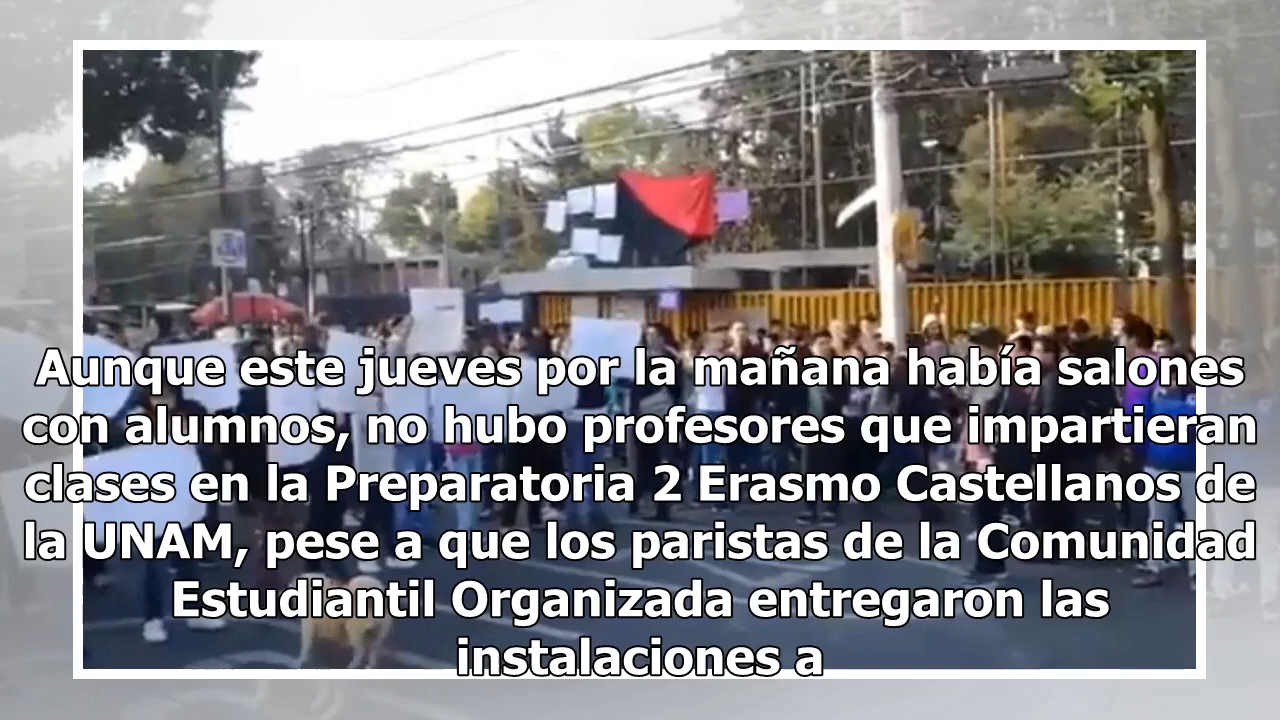 Aunque este jueves por la mañana había salones
con alumnos, no hubo profesores que impartieran
clases en la Preparatoria 2 Erasmo Castellanos de
la UNAM, pese a que los paristas de la Comunidad
Estudiantil Organizada entregaron las
instalaciones a